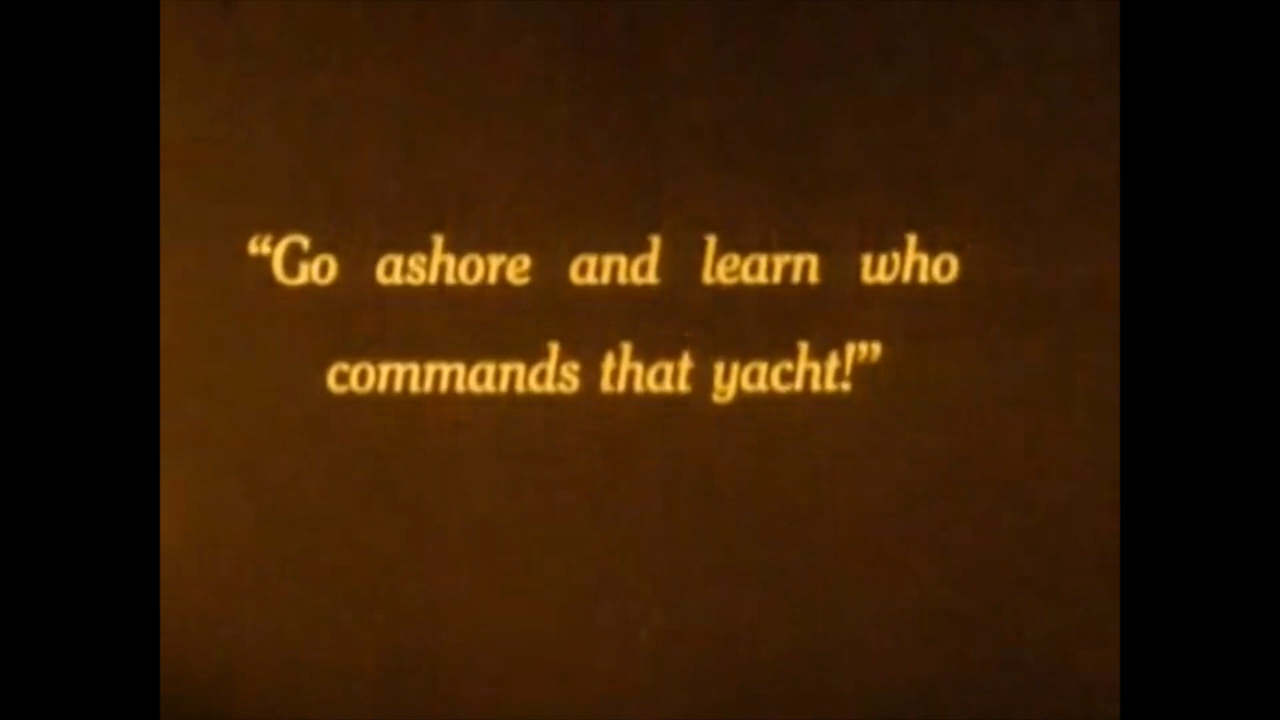 “Go ashore and learn who
commands that yacht!”